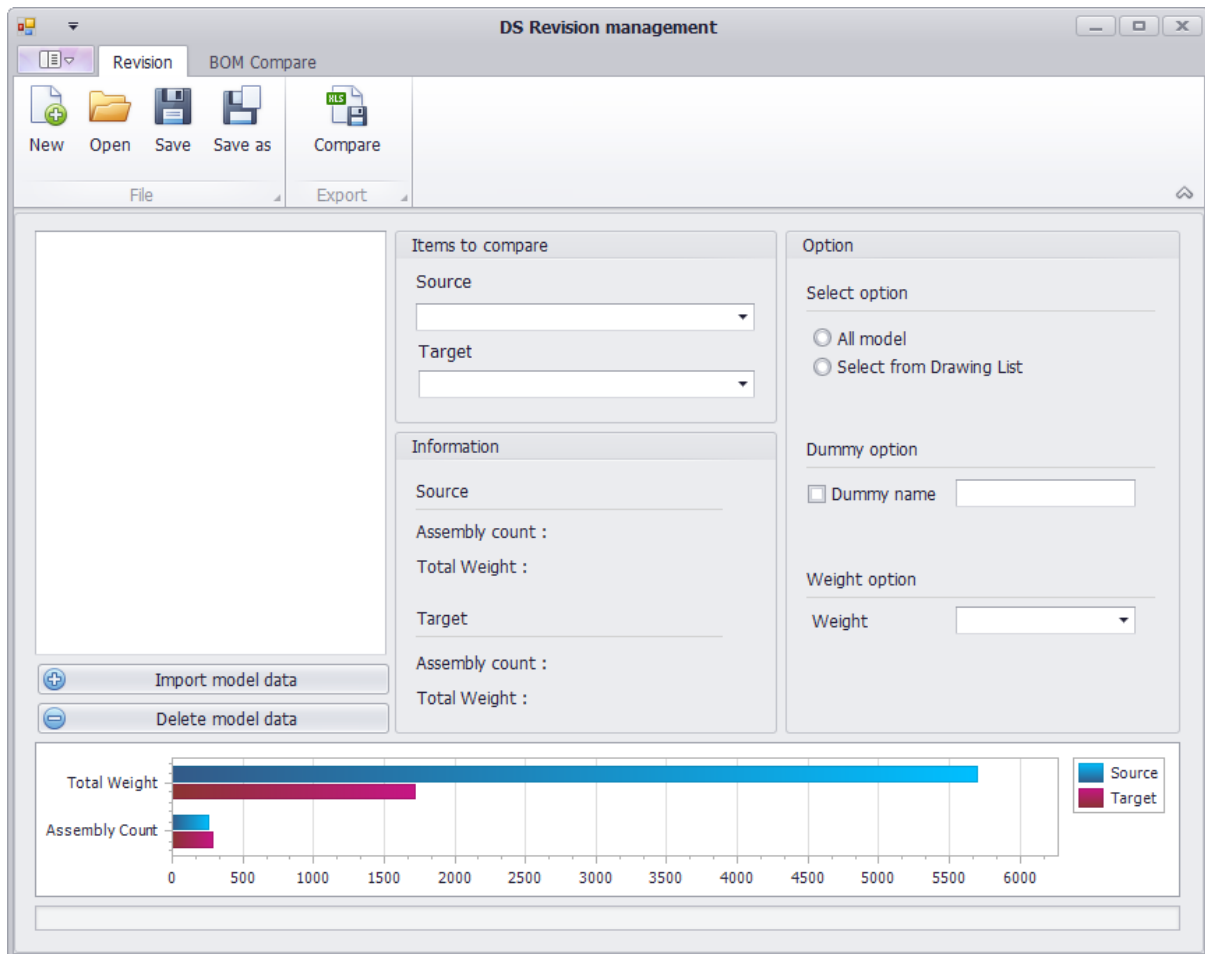 DS Revision management
Revision BOM Compare
XLS
New Open Save Save as Compare
File Export
Items to compare
Source
Target
Information
Source
Assembly count :
Total Weight :
Target
Assembly count :
Total Weight :
Option
Select option
All model
Select from Drawing List
Dummy option
Dummy name
Weight option
Weight
Import model data
Delete model data
Total Weight
Assembly Count
0 500 1000 1500 2000 2500 3000 3500 4000 4500 5000 5500 6000
Source
Target